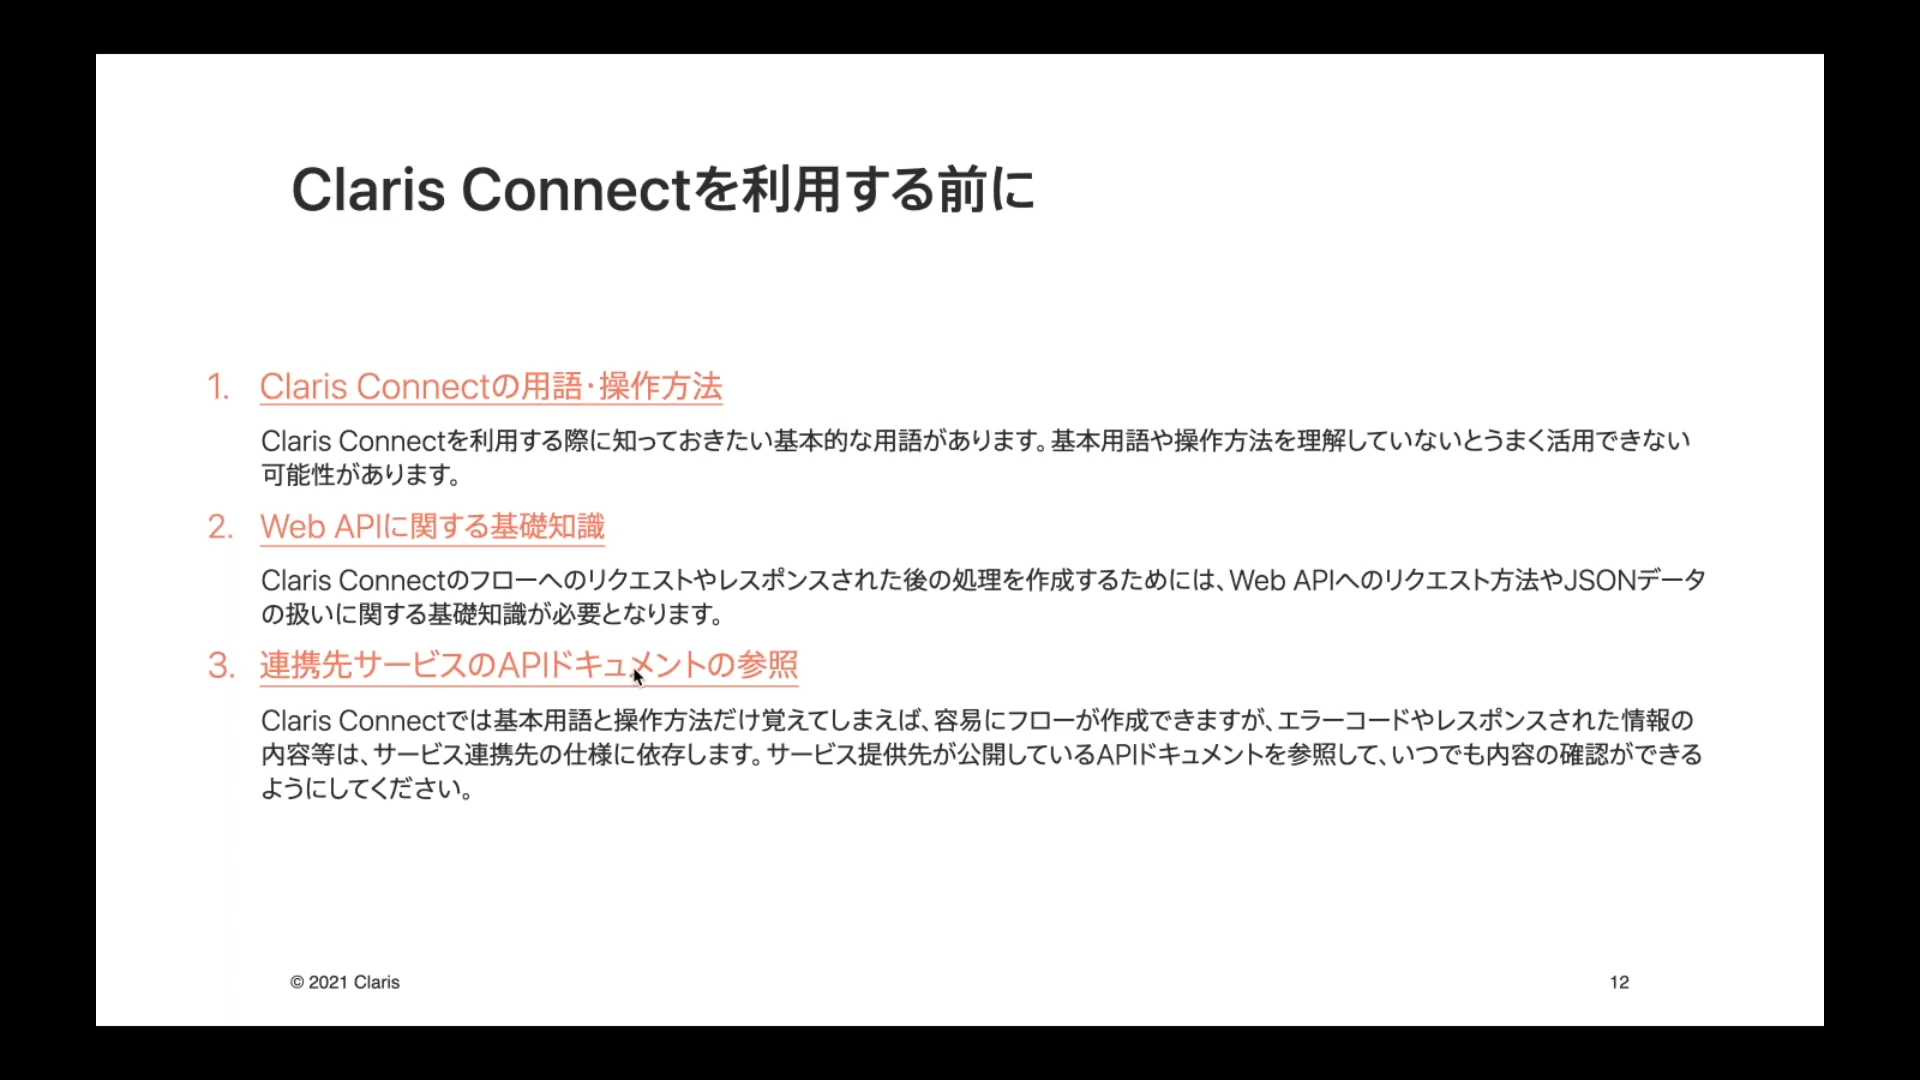 Claris Connectを利用する前に
1. Claris Connectの用語・操作方法
Claris Connectを利用する際に知っておきたい基本的な用語があります。基本用語や操作方法を理解していないとうまく活用できない
可能性があります。
2. Web APIに関する基礎知識
Claris Connectのフローへのリクエストやレスポンスされた後の処理を作成するためには、Web APIへのリクエスト方法やJSONデータ
の扱いに関する基礎知識が必要となります。
3. 連携先サービスのAPIドキュメントの参照
Claris Connectでは基本用語と操作方法だけ覚えてしまえば、容易にフローが作成できますが、エラーコードやレスポンスされた情報の
内容等は、サービス連携先の仕様に依存します。サービス提供先が公開しているAPIドキュメントを参照して、いつでも内容の確認ができる
ようにしてください。
© 2021 Claris
12